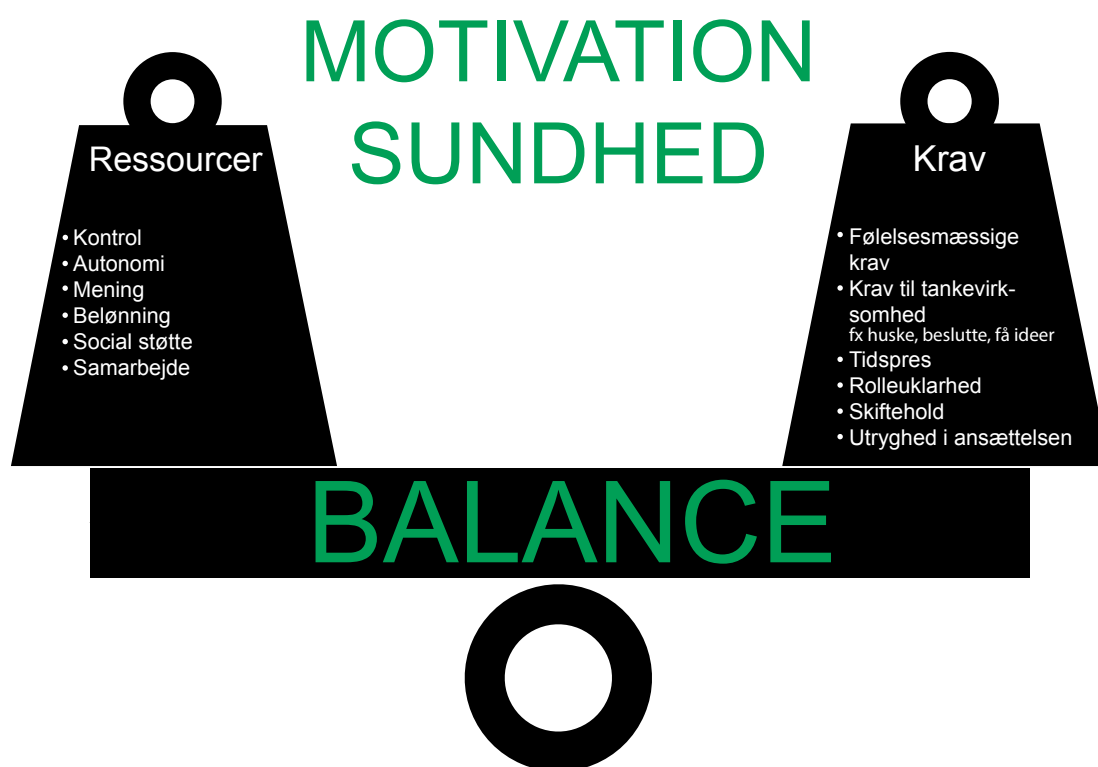 MOTIVATION
SUNDHED
Ressourcer
• Kontrol
• Autonomi
• Mening
• Belønning
• Social støtte
• Samarbejde
Krav
• Følelsesmæssige
krav
• Krav til tankevirk-
somhed
fx huske, beslutte, få ideer
• Tidspres
• Rolleuklarhed
• Skiftehold
• Utryghed i ansættelsen
BALANCE